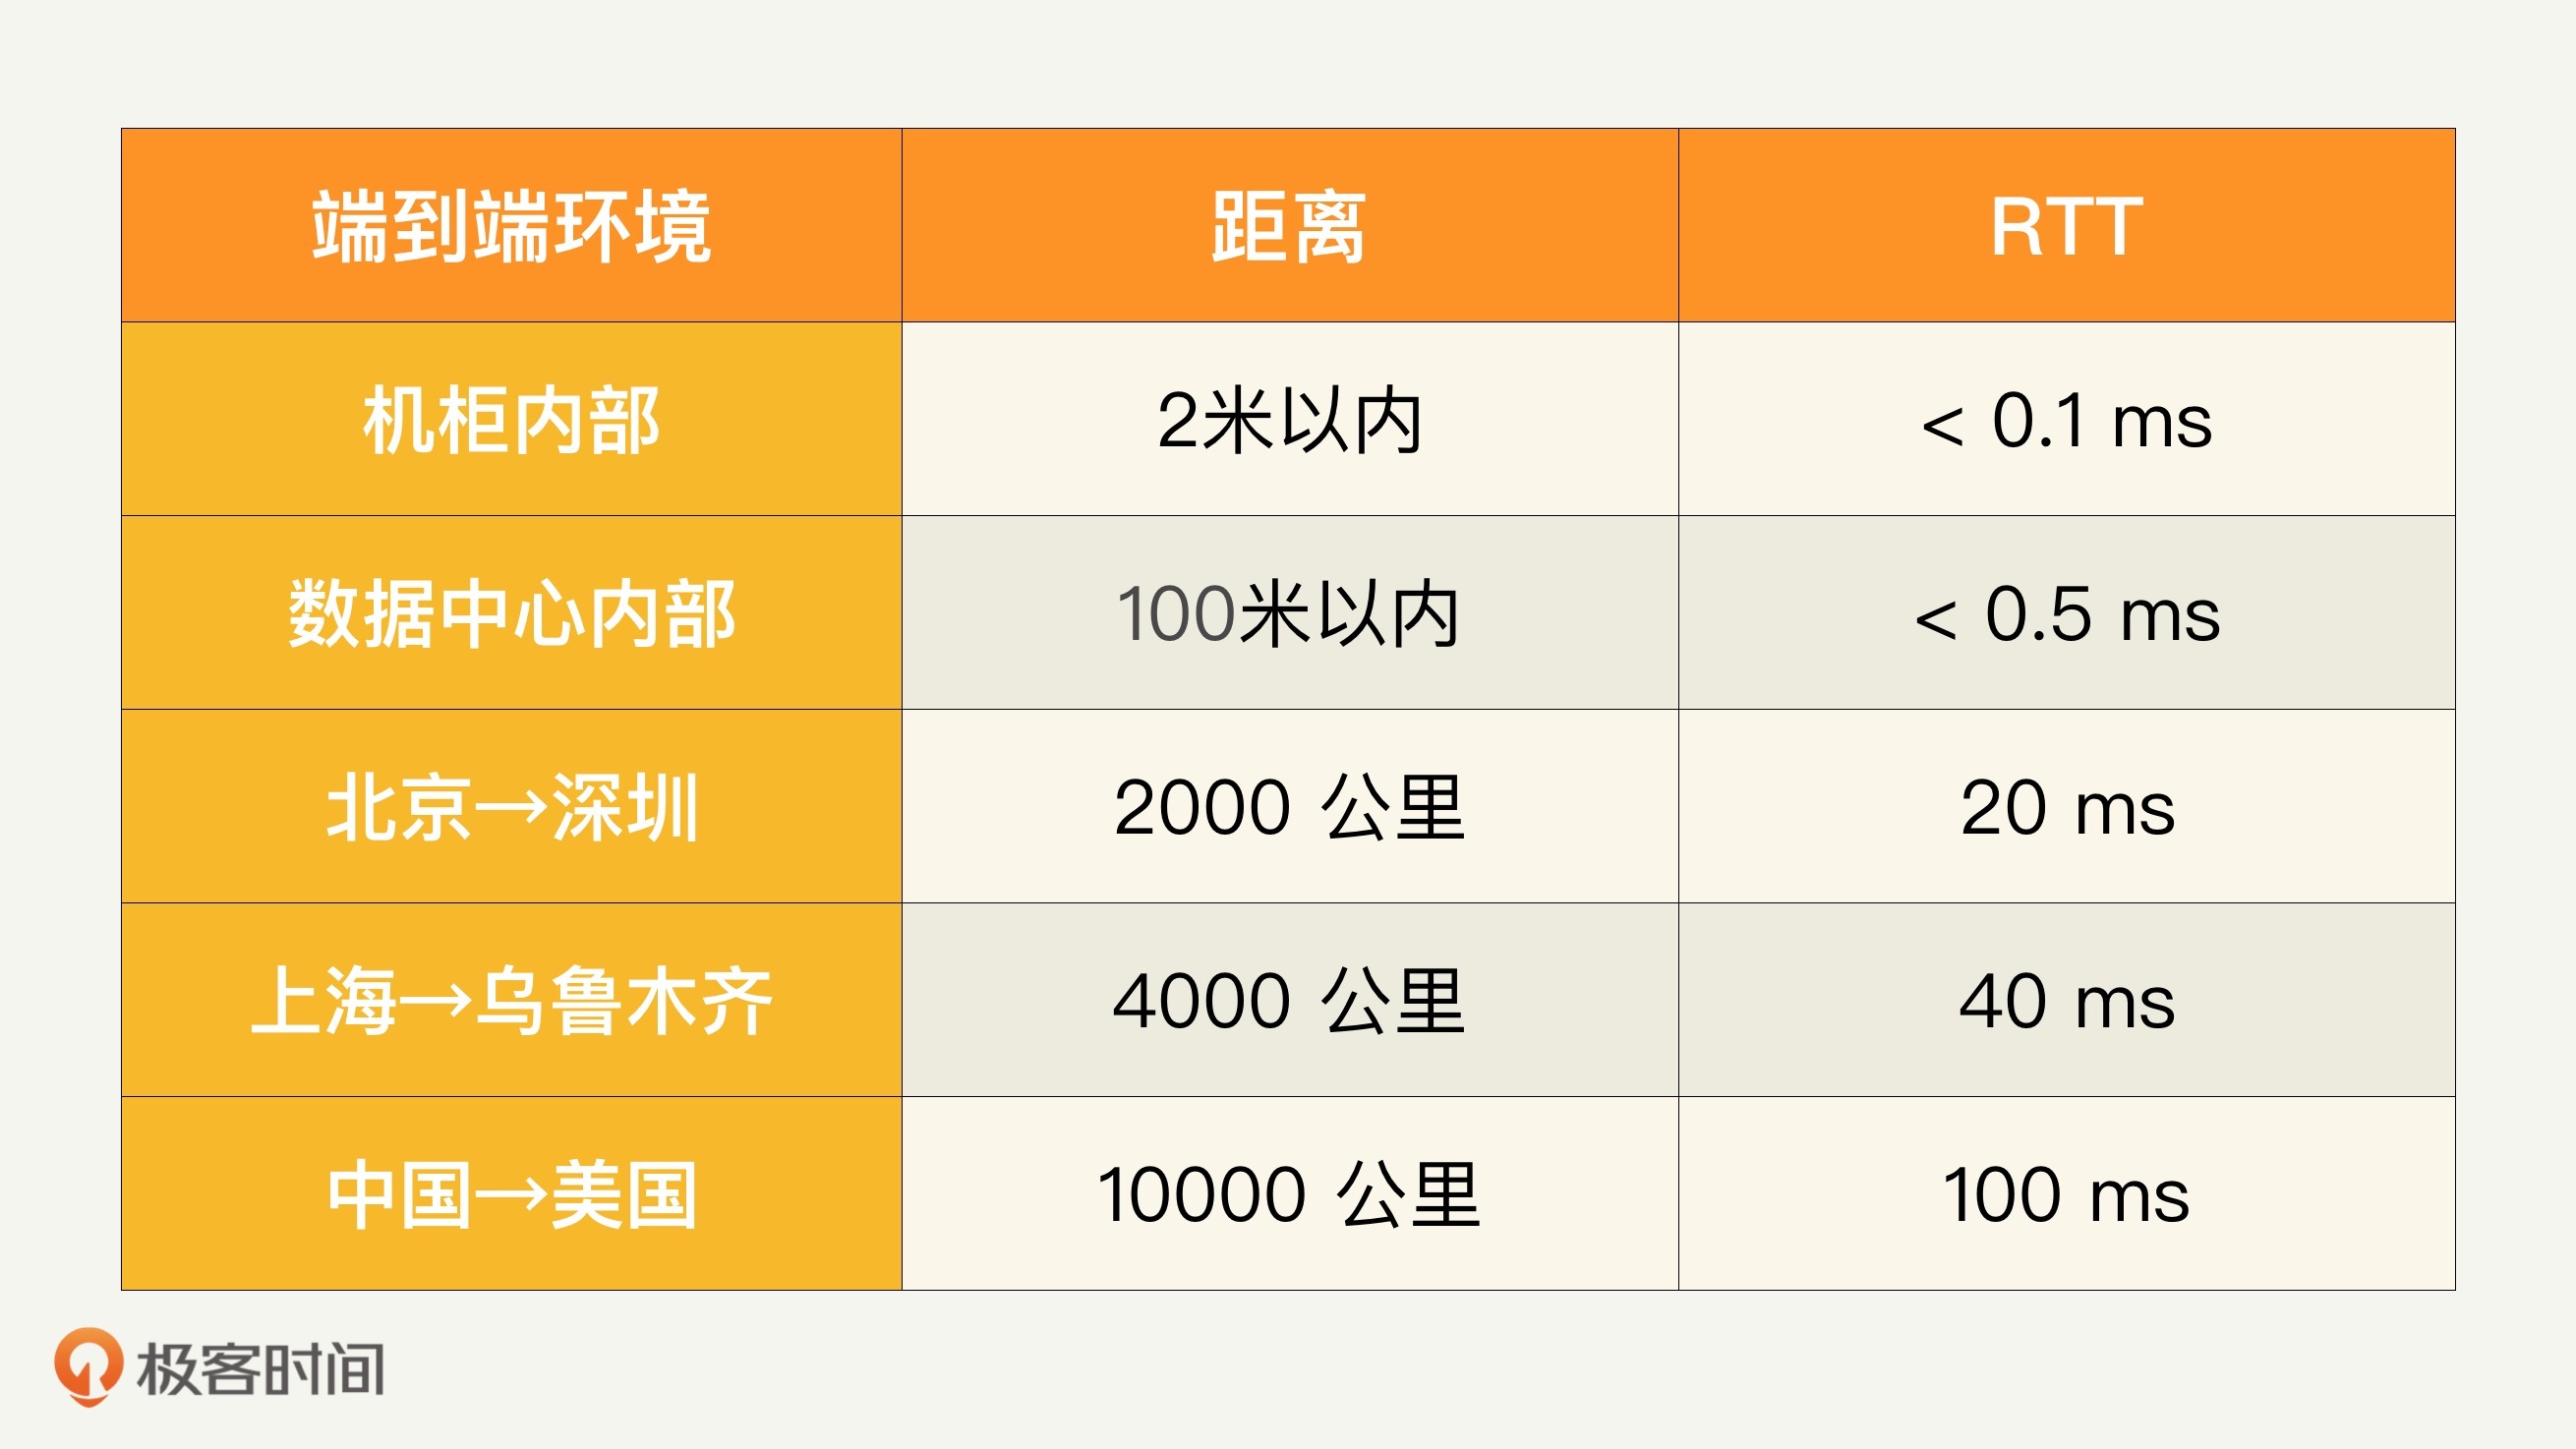 端到端环境 距离 RTT
机柜内部 2米以内 < 0.1 ms
数据中心内部 100米以内 < 0.5 ms
北京→深圳 2000 公里 20 ms
上海→乌鲁木齐 4000 公里 40 ms
中国→美国 10000 公里 100 ms
极客时间